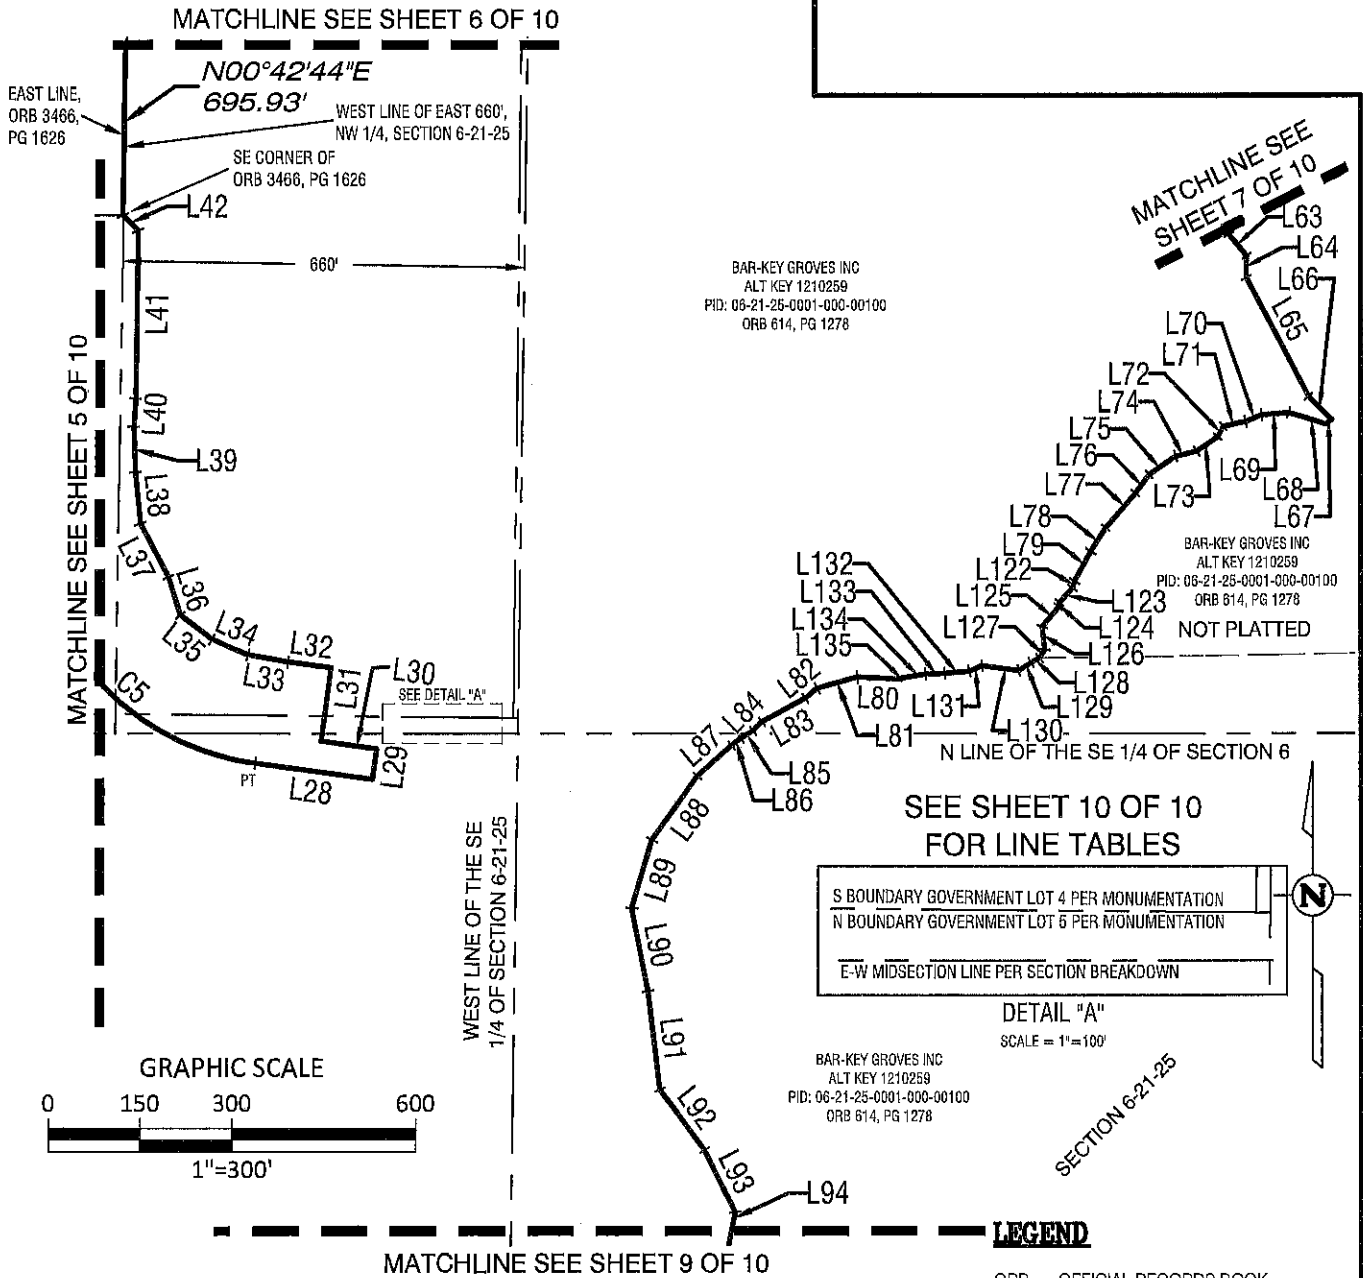 MATCHLINE SEE SHEET 6 OF 10
N00°42'44"E
695.93'
EAST LINE,
ORB 3466,
PG 1626
WEST LINE OF EAST 660',
NW 1/4, SECTION 6-21-25
SE CORNER OF
ORB 3466, PG 1626
L42
660'
L41
L40
L39
L38
L37
L36
L35
L34
L33
L32
L31
L30
SEE DETAIL "A"
L29
L28
C5
PT
MATCHLINE SEE SHEET 5 OF 10
MATCHLINE SEE
SHEET 7 OF 10
L63
L64
L66
L65
L70
L71
L72
L74
L75
L76
L77
L78
L79
L73
L69
L68
L67
BAR-KEY GROVES INC
ALT KEY 1210259
PID: 06-21-25-0001-000-00100
ORB 614, PG 1278
BAR-KEY GROVES INC
ALT KEY 1210259
PID: 06-21-25-0001-000-00100
ORB 614, PG 1278
NOT PLATTED
L122
L123
L124
L125
L126
L127
L128
L129
L130
L131
L132
L133
L134
L135
L80
L81
L82
L83
L84
L85
L86
L87
L88
L89
L90
L91
L92
L93
L94
N LINE OF THE SE 1/4 OF SECTION 6
SEE SHEET 10 OF 10
FOR LINE TABLES
S BOUNDARY GOVERNMENT LOT 4 PER MONUMENTATION
N BOUNDARY GOVERNMENT LOT 5 PER MONUMENTATION
E-W MIDSECTION LINE PER SECTION BREAKDOWN
DETAIL "A"
SCALE = 1"=100'
N
WEST LINE OF THE SE
1/4 OF SECTION 6-21-25
BAR-KEY GROVES INC
ALT KEY 1210259
PID: 06-21-25-0001-000-00100
ORB 614, PG 1278
SECTION 6-21-25
GRAPHIC SCALE
0 150 300 600
1"=300'
MATCHLINE SEE SHEET 9 OF 10
LEGEND
ORB OFFICIAL RECORDS BOOK